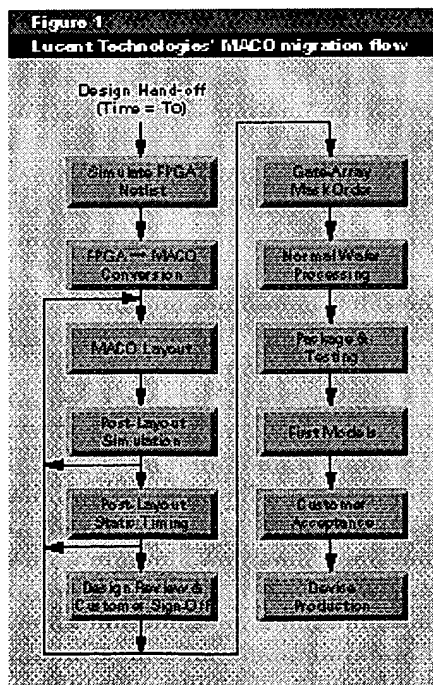 Figure 1
Lucent Technologies' MACO migration flow
Design Hand-off
(Time = T0)
Simulate FPGA
Netlist
FPGA — MACO
Conversion
MACO Layout
Post-Layout
Simulation
Post-Layout
Static Timing
Design Review &
Customer Sign-Off
Gate-Array
Mask Order
Normal Wafer
Processing
Package &
Testing
First Models
Customer
Acceptance
Device
Production